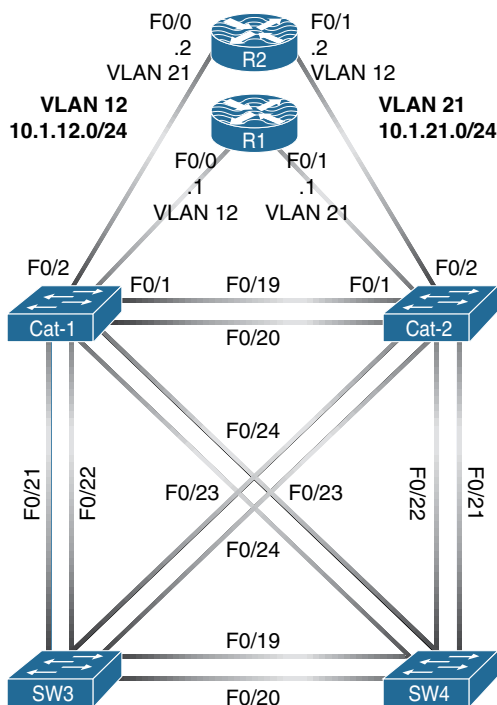 F0/0
F0/1
.2
.2
R2
VLAN 21
VLAN 12
VLAN 12
10.1.12.0/24
VLAN 21
10.1.21.0/24
R1
F0/0
F0/1
.1
.1
VLAN 12
VLAN 21
F0/2
F0/2
F0/1
F0/19
F0/1
Cat-1
Cat-2
F0/20
F0/24
F0/21
F0/22
F0/23
F0/23
F0/22
F0/21
F0/24
F0/19
SW3
SW4
F0/20